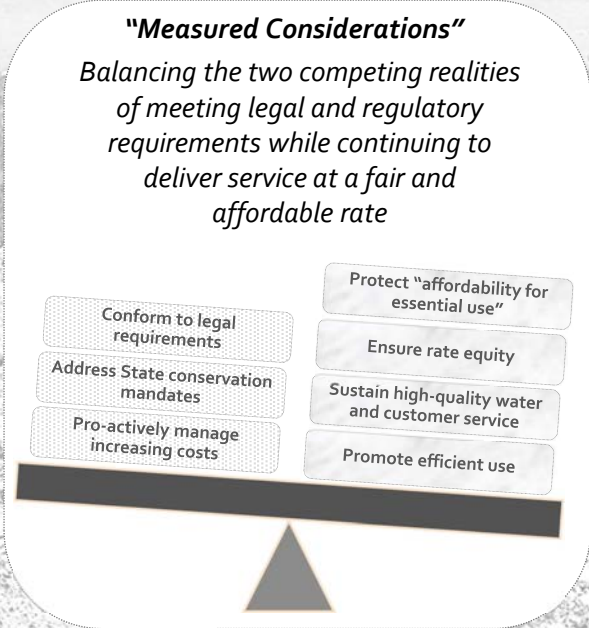 “Measured Considerations”
Balancing the two competing realities
of meeting legal and regulatory
requirements while continuing to
deliver service at a fair and
affordable rate
Conform to legal
requirements
Address State conservation
mandates
Pro-actively manage
increasing costs
Protect “affordability for
essential use”
Ensure rate equity
Sustain high-quality water
and customer service
Promote efficient use